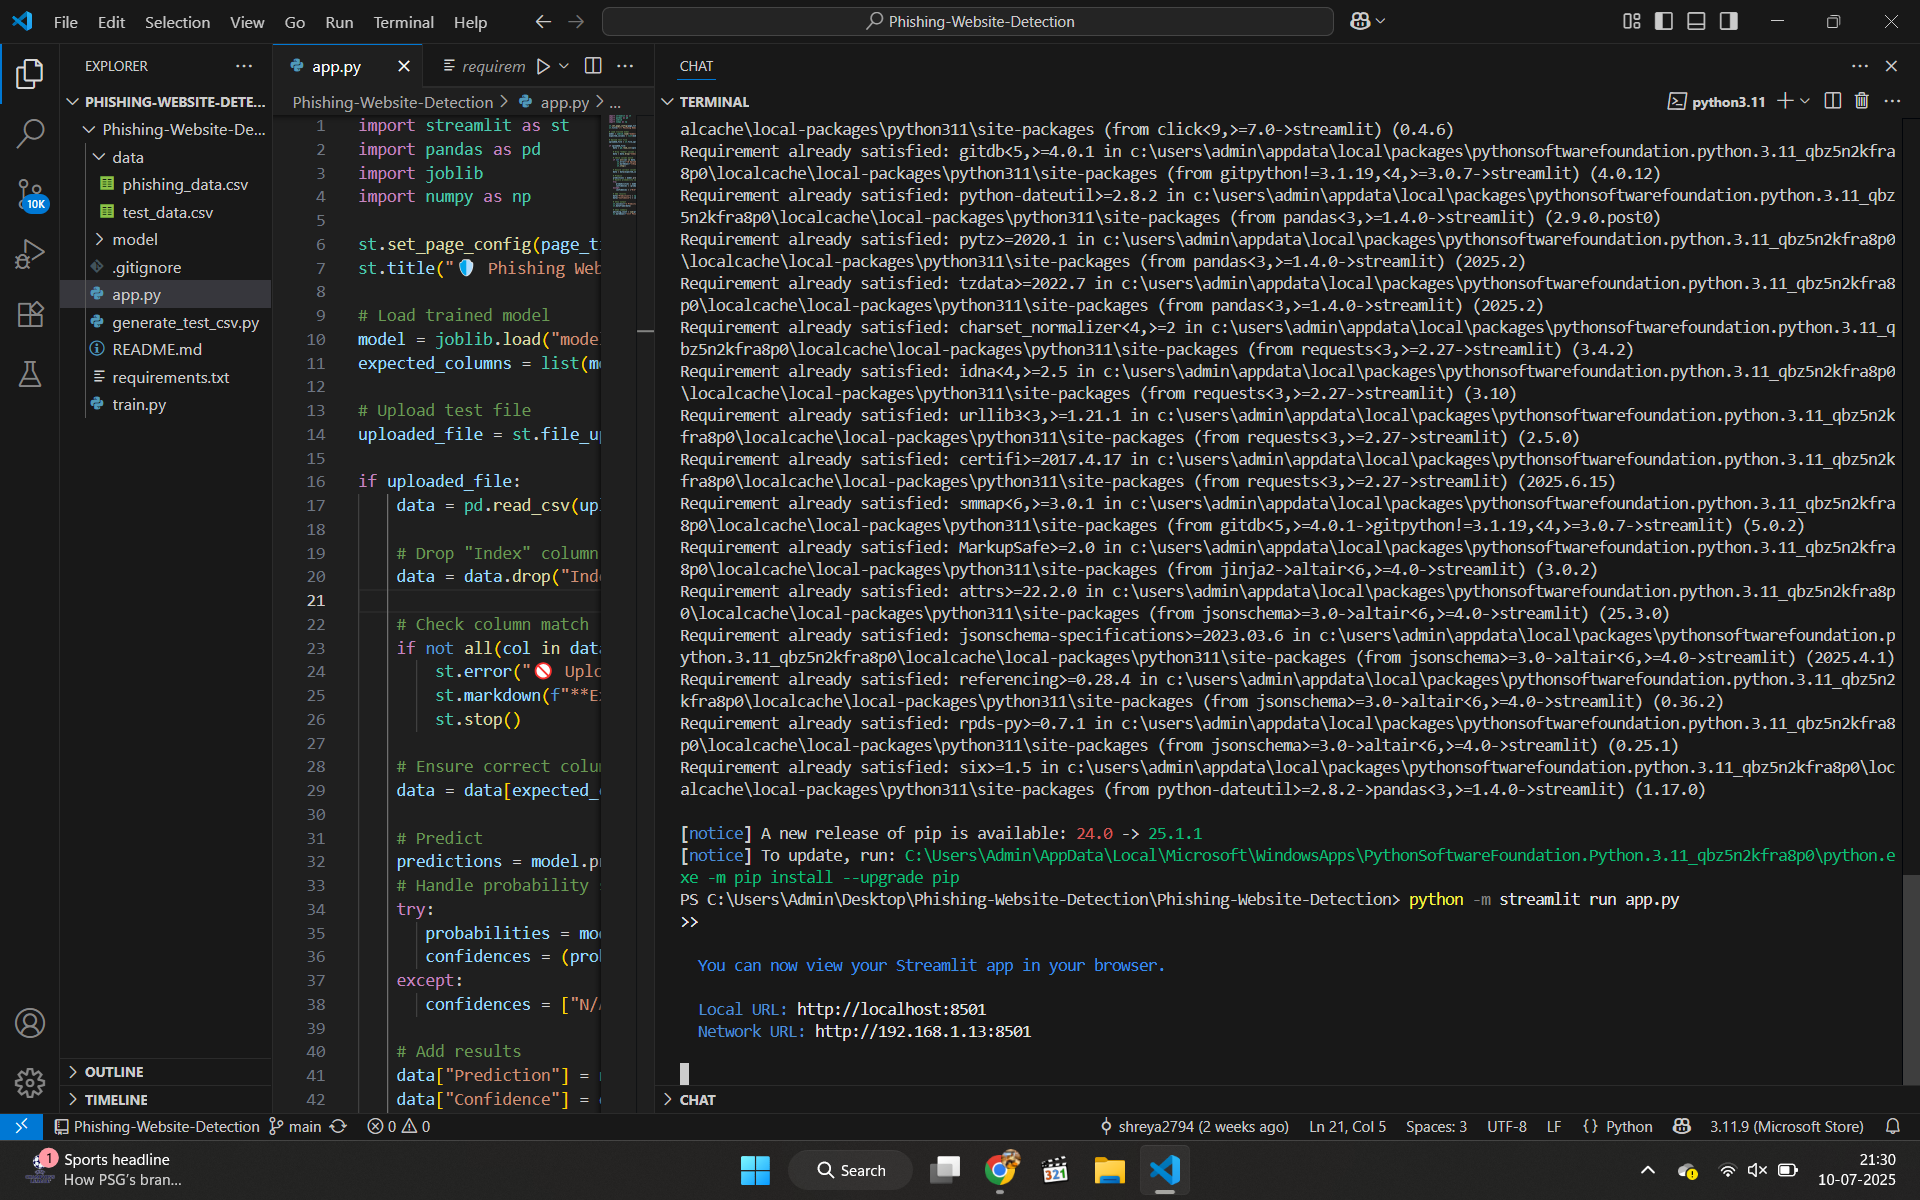 File Edit Selection View Go Run Terminal Help
Phishing-Website-Detection
EXPLORER
PHISHING-WEBSITE-DETE...
Phishing-Website-De...
data
phishing_data.csv
test_data.csv
model
.gitignore
app.py
generate_test_csv.py
README.md
requirements.txt
train.py
10K
OUTLINE
TIMELINE
app.py
requirem
Phishing-Website-Detection > app.py > ...
1 import streamlit as st
2 import pandas as pd
3 import joblib
4 import numpy as np
5
6 st.set_page_config(page_t
7 st.title("🛡️ Phishing Web
8
9 # Load trained model
10 model = joblib.load("mode
11 expected_columns = list(m
12
13 # Upload test file
14 uploaded_file = st.file_up
15
16 if uploaded_file:
17 data = pd.read_csv(up
18
19 # Drop "Index" column
20 data = data.drop("Ind
21
22 # Check column match
23 if not all(col in data
24 st.error("🚫 Uplo
25 st.markdown(f"**E
26 st.stop()
27
28 # Ensure correct colu
29 data = data[expected_
30
31 # Predict
32 predictions = model.p
33 # Handle probability
34 try:
35 probabilities = mo
36 confidences = (pro
37 except:
38 confidences = ["N/
39
40 # Add results
41 data["Prediction"] =
42 data["Confidence"] =
CHAT
TERMINAL
python3.11
alcache\local-packages\python311\site-packages (from click<9,>=7.0->streamlit) (0.4.6)
Requirement already satisfied: gitdb<5,>=4.0.1 in c:\users\admin\appdata\local\packages\pythonsoftwarefoundation.python.3.11_qbz5n2kfra
8p0\localcache\local-packages\python311\site-packages (from gitpython!=3.1.19,<4,>=3.0.7->streamlit) (4.0.12)
Requirement already satisfied: python-dateutil>=2.8.2 in c:\users\admin\appdata\local\packages\pythonsoftwarefoundation.python.3.11_qbz
5n2kfra8p0\localcache\local-packages\python311\site-packages (from pandas<3,>=1.4.0->streamlit) (2.9.0.post0)
Requirement already satisfied: pytz>=2020.1 in c:\users\admin\appdata\local\packages\pythonsoftwarefoundation.python.3.11_qbz5n2kfra8p0
\localcache\local-packages\python311\site-packages (from pandas<3,>=1.4.0->streamlit) (2025.2)
Requirement already satisfied: tzdata>=2022.7 in c:\users\admin\appdata\local\packages\pythonsoftwarefoundation.python.3.11_qbz5n2kfra8
p0\localcache\local-packages\python311\site-packages (from pandas<3,>=1.4.0->streamlit) (2025.2)
Requirement already satisfied: charset_normalizer<4,>=2 in c:\users\admin\appdata\local\packages\pythonsoftwarefoundation.python.3.11_q
bz5n2kfra8p0\localcache\local-packages\python311\site-packages (from requests<3,>=2.27->streamlit) (3.4.2)
Requirement already satisfied: idna<4,>=2.5 in c:\users\admin\appdata\local\packages\pythonsoftwarefoundation.python.3.11_qbz5n2kfra8p0
\localcache\local-packages\python311\site-packages (from requests<3,>=2.27->streamlit) (3.10)
Requirement already satisfied: urllib3<3,>=1.21.1 in c:\users\admin\appdata\local\packages\pythonsoftwarefoundation.python.3.11_qbz5n2k
fra8p0\localcache\local-packages\python311\site-packages (from requests<3,>=2.27->streamlit) (2.5.0)
Requirement already satisfied: certifi>=2017.4.17 in c:\users\admin\appdata\local\packages\pythonsoftwarefoundation.python.3.11_qbz5n2k
fra8p0\localcache\local-packages\python311\site-packages (from requests<3,>=2.27->streamlit) (2025.6.15)
Requirement already satisfied: smmap<6,>=3.0.1 in c:\users\admin\appdata\local\packages\pythonsoftwarefoundation.python.3.11_qbz5n2kfra
8p0\localcache\local-packages\python311\site-packages (from gitdb<5,>=4.0.1->gitpython!=3.1.19,<4,>=3.0.7->streamlit) (5.0.2)
Requirement already satisfied: MarkupSafe>=2.0 in c:\users\admin\appdata\local\packages\pythonsoftwarefoundation.python.3.11_qbz5n2kfra
8p0\localcache\local-packages\python311\site-packages (from jinja2->altair<6,>=4.0->streamlit) (3.0.2)
Requirement already satisfied: attrs>=22.2.0 in c:\users\admin\appdata\local\packages\pythonsoftwarefoundation.python.3.11_qbz5n2kfra8p
0\localcache\local-packages\python311\site-packages (from jsonschema>=3.0->altair<6,>=4.0->streamlit) (25.3.0)
Requirement already satisfied: jsonschema-specifications>=2023.03.6 in c:\users\admin\appdata\local\packages\pythonsoftwarefoundation.p
ython.3.11_qbz5n2kfra8p0\localcache\local-packages\python311\site-packages (from jsonschema>=3.0->altair<6,>=4.0->streamlit) (2025.4.1)
Requirement already satisfied: referencing>=0.28.4 in c:\users\admin\appdata\local\packages\pythonsoftwarefoundation.python.3.11_qbz5n2
kfra8p0\localcache\local-packages\python311\site-packages (from jsonschema>=3.0->altair<6,>=4.0->streamlit) (0.36.2)
Requirement already satisfied: rpds-py>=0.7.1 in c:\users\admin\appdata\local\packages\pythonsoftwarefoundation.python.3.11_qbz5n2kfra8
p0\localcache\local-packages\python311\site-packages (from jsonschema>=3.0->altair<6,>=4.0->streamlit) (0.25.1)
Requirement already satisfied: six>=1.5 in c:\users\admin\appdata\local\packages\pythonsoftwarefoundation.python.3.11_qbz5n2kfra8p0\loc
alcache\local-packages\python311\site-packages (from python-dateutil>=2.8.2->pandas<3,>=1.4.0->streamlit) (1.17.0)
[notice] A new release of pip is available: 24.0 -> 25.1.1
[notice] To update, run: C:\Users\Admin\AppData\Local\Microsoft\WindowsApps\PythonSoftwareFoundation.Python.3.11_qbz5n2kfra8p0\python.e
xe -m pip install --upgrade pip
PS C:\Users\Admin\Desktop\Phishing-Website-Detection\Phishing-Website-Detection> python -m streamlit run app.py
>>
You can now view your Streamlit app in your browser.
Local URL: http://localhost:8501
Network URL: http://192.168.1.13:8501
CHAT
Phishing-Website-Detection main 0 0 shreya2794 (2 weeks ago) Ln 21, Col 5 Spaces: 3 UTF-8 LF {} Python 3.11.9 (Microsoft Store)
1 Sports headline
How PSG's bran...
Search
321
21:30
10-07-2025